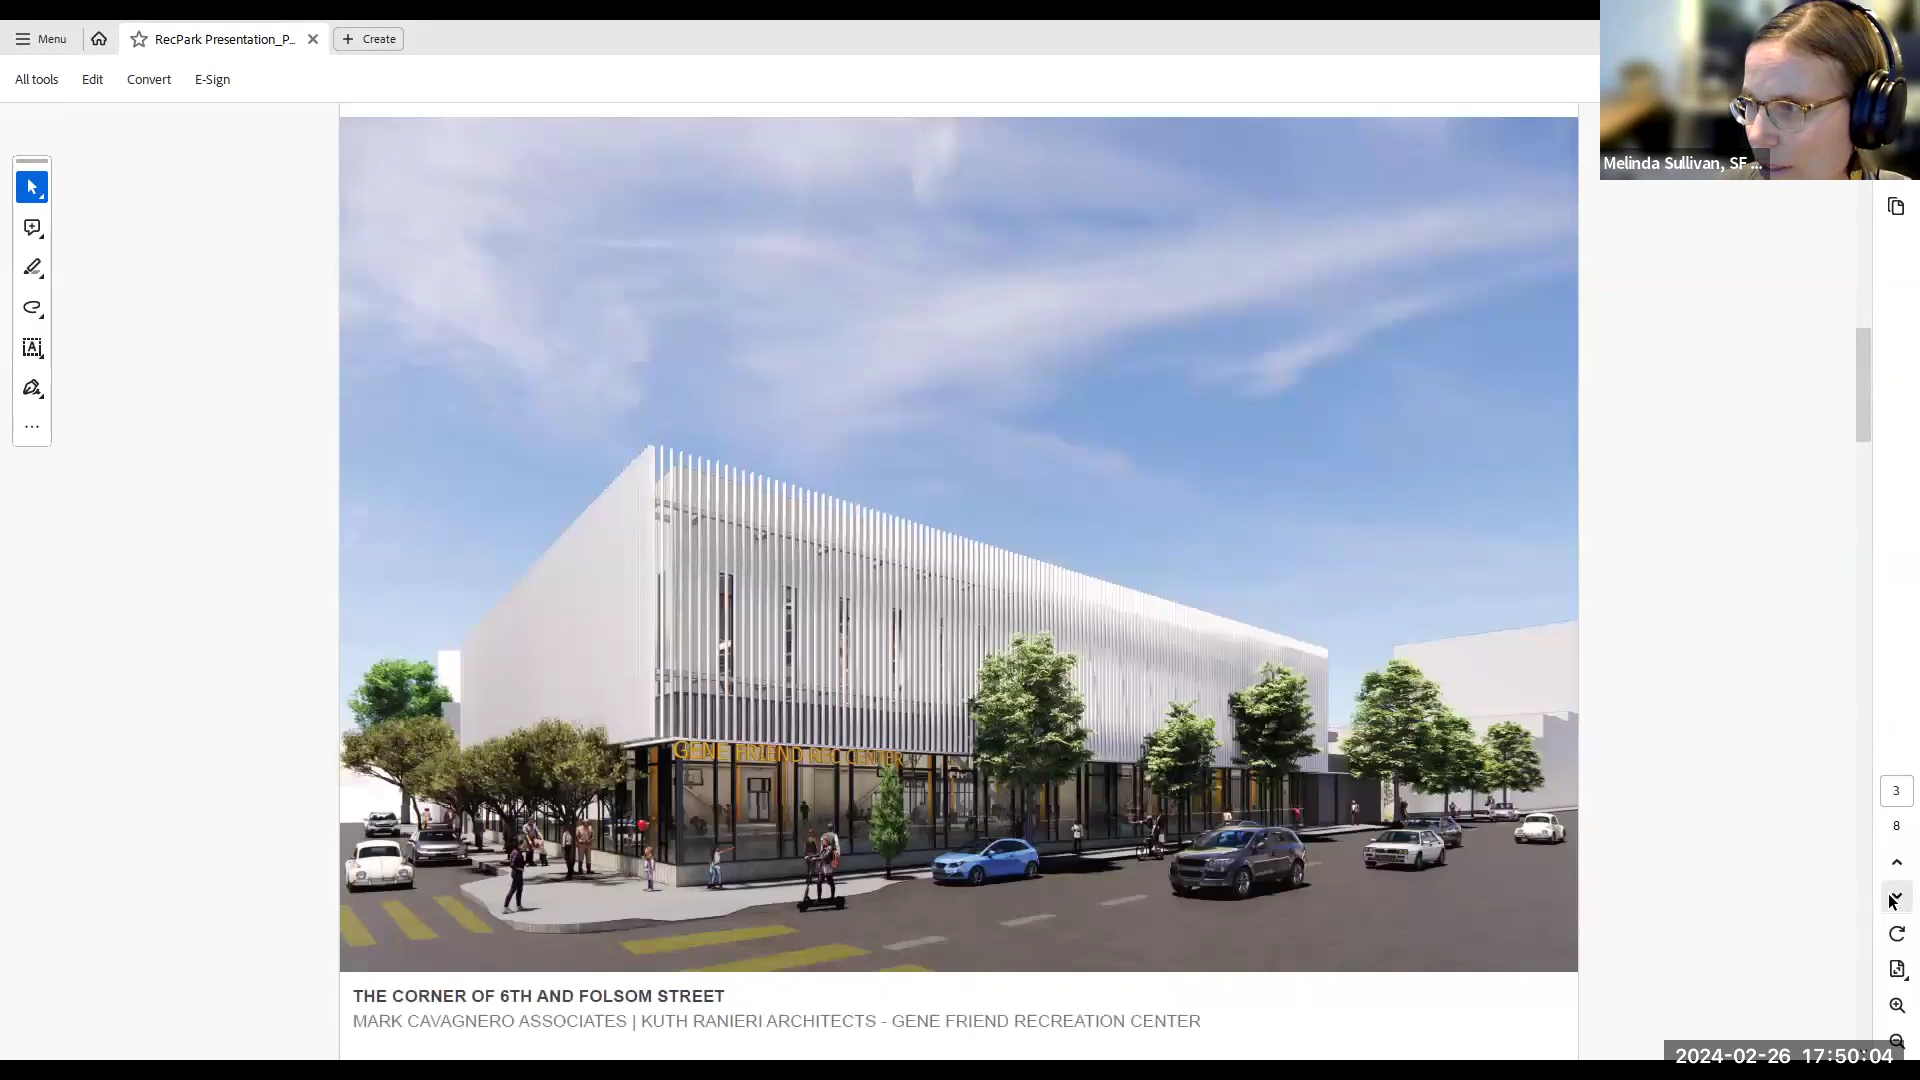 Menu
RecPark Presentation_P...
Create
All tools
Edit
Convert
E-Sign
Melinda Sullivan, SF ...
GENE FRIEND REC CENTER
3
8
THE CORNER OF 6TH AND FOLSOM STREET
MARK CAVAGNERO ASSOCIATES | KUTH RANIERI ARCHITECTS - GENE FRIEND RECREATION CENTER
2024-02-26 17:50:04